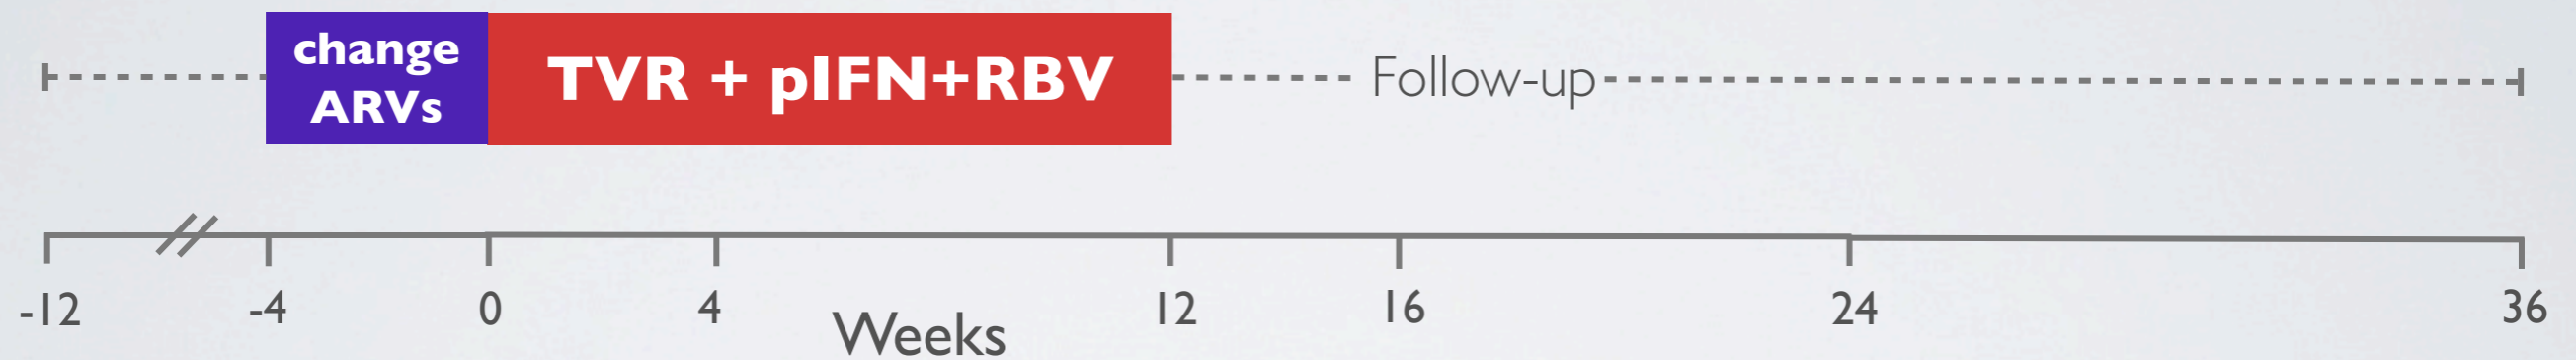 change
ARVs
TVR + pIFN+RBV
Follow-up
-12 -4 0 4 12 16 24 36
Weeks